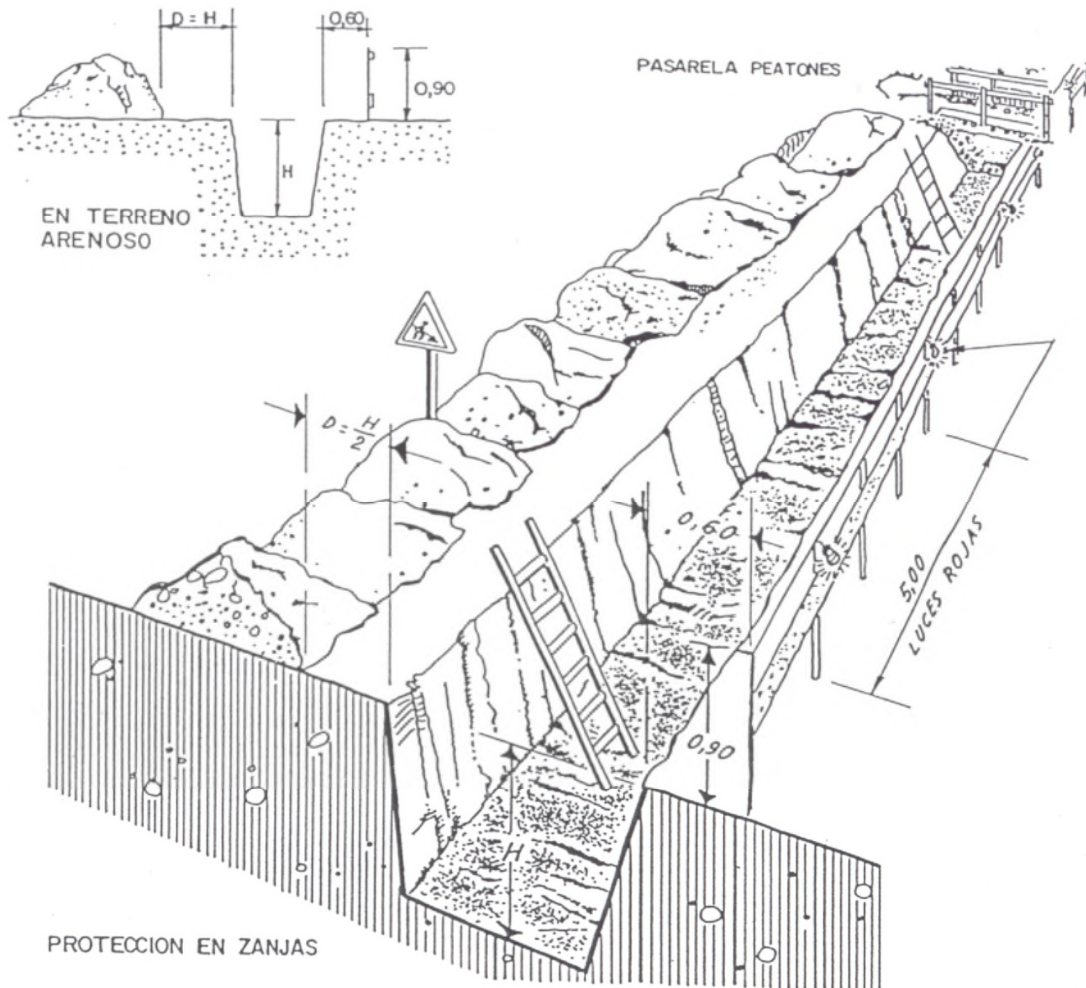 D = H
0,60
0,90
PASARELA PEATONES
H
EN TERRENO
ARENOSO
D = H/2
0,60
5,00
LUCES ROJAS
0,90
H
PROTECCION EN ZANJAS